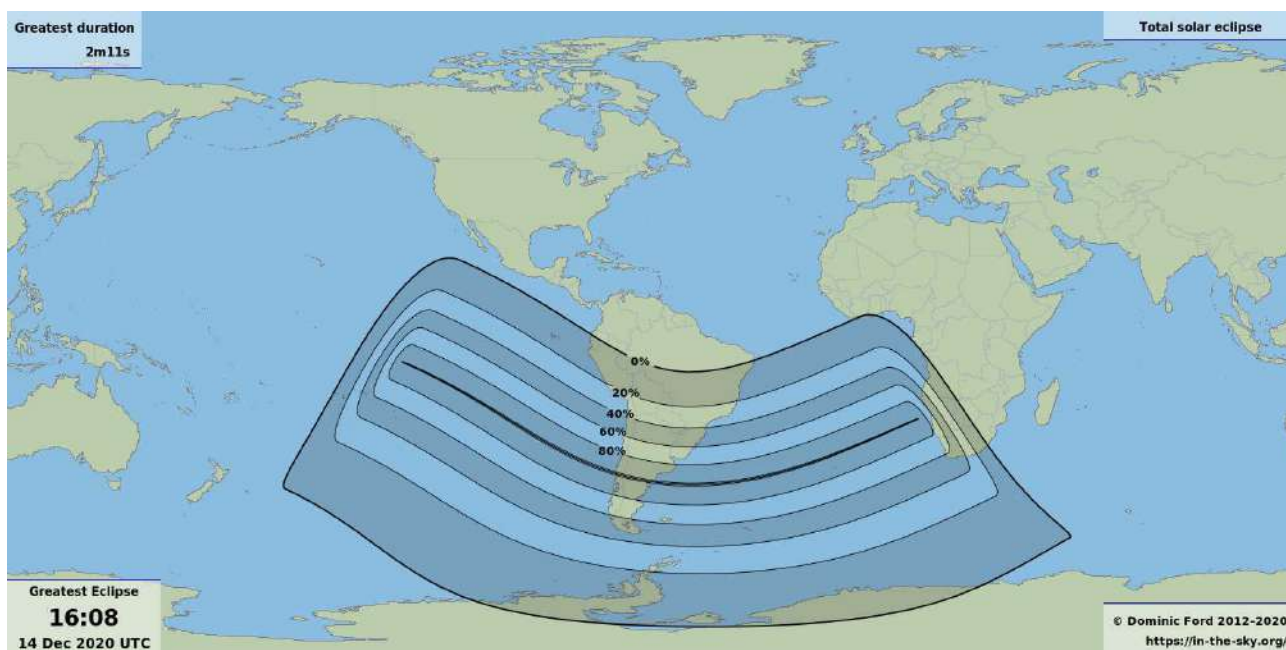 Greatest duration
2m11s
Total solar eclipse
0%
20%
40%
60%
80%
Greatest Eclipse
16:08
14 Dec 2020 UTC
© Dominic Ford 2012–2020
https://in-the-sky.org/